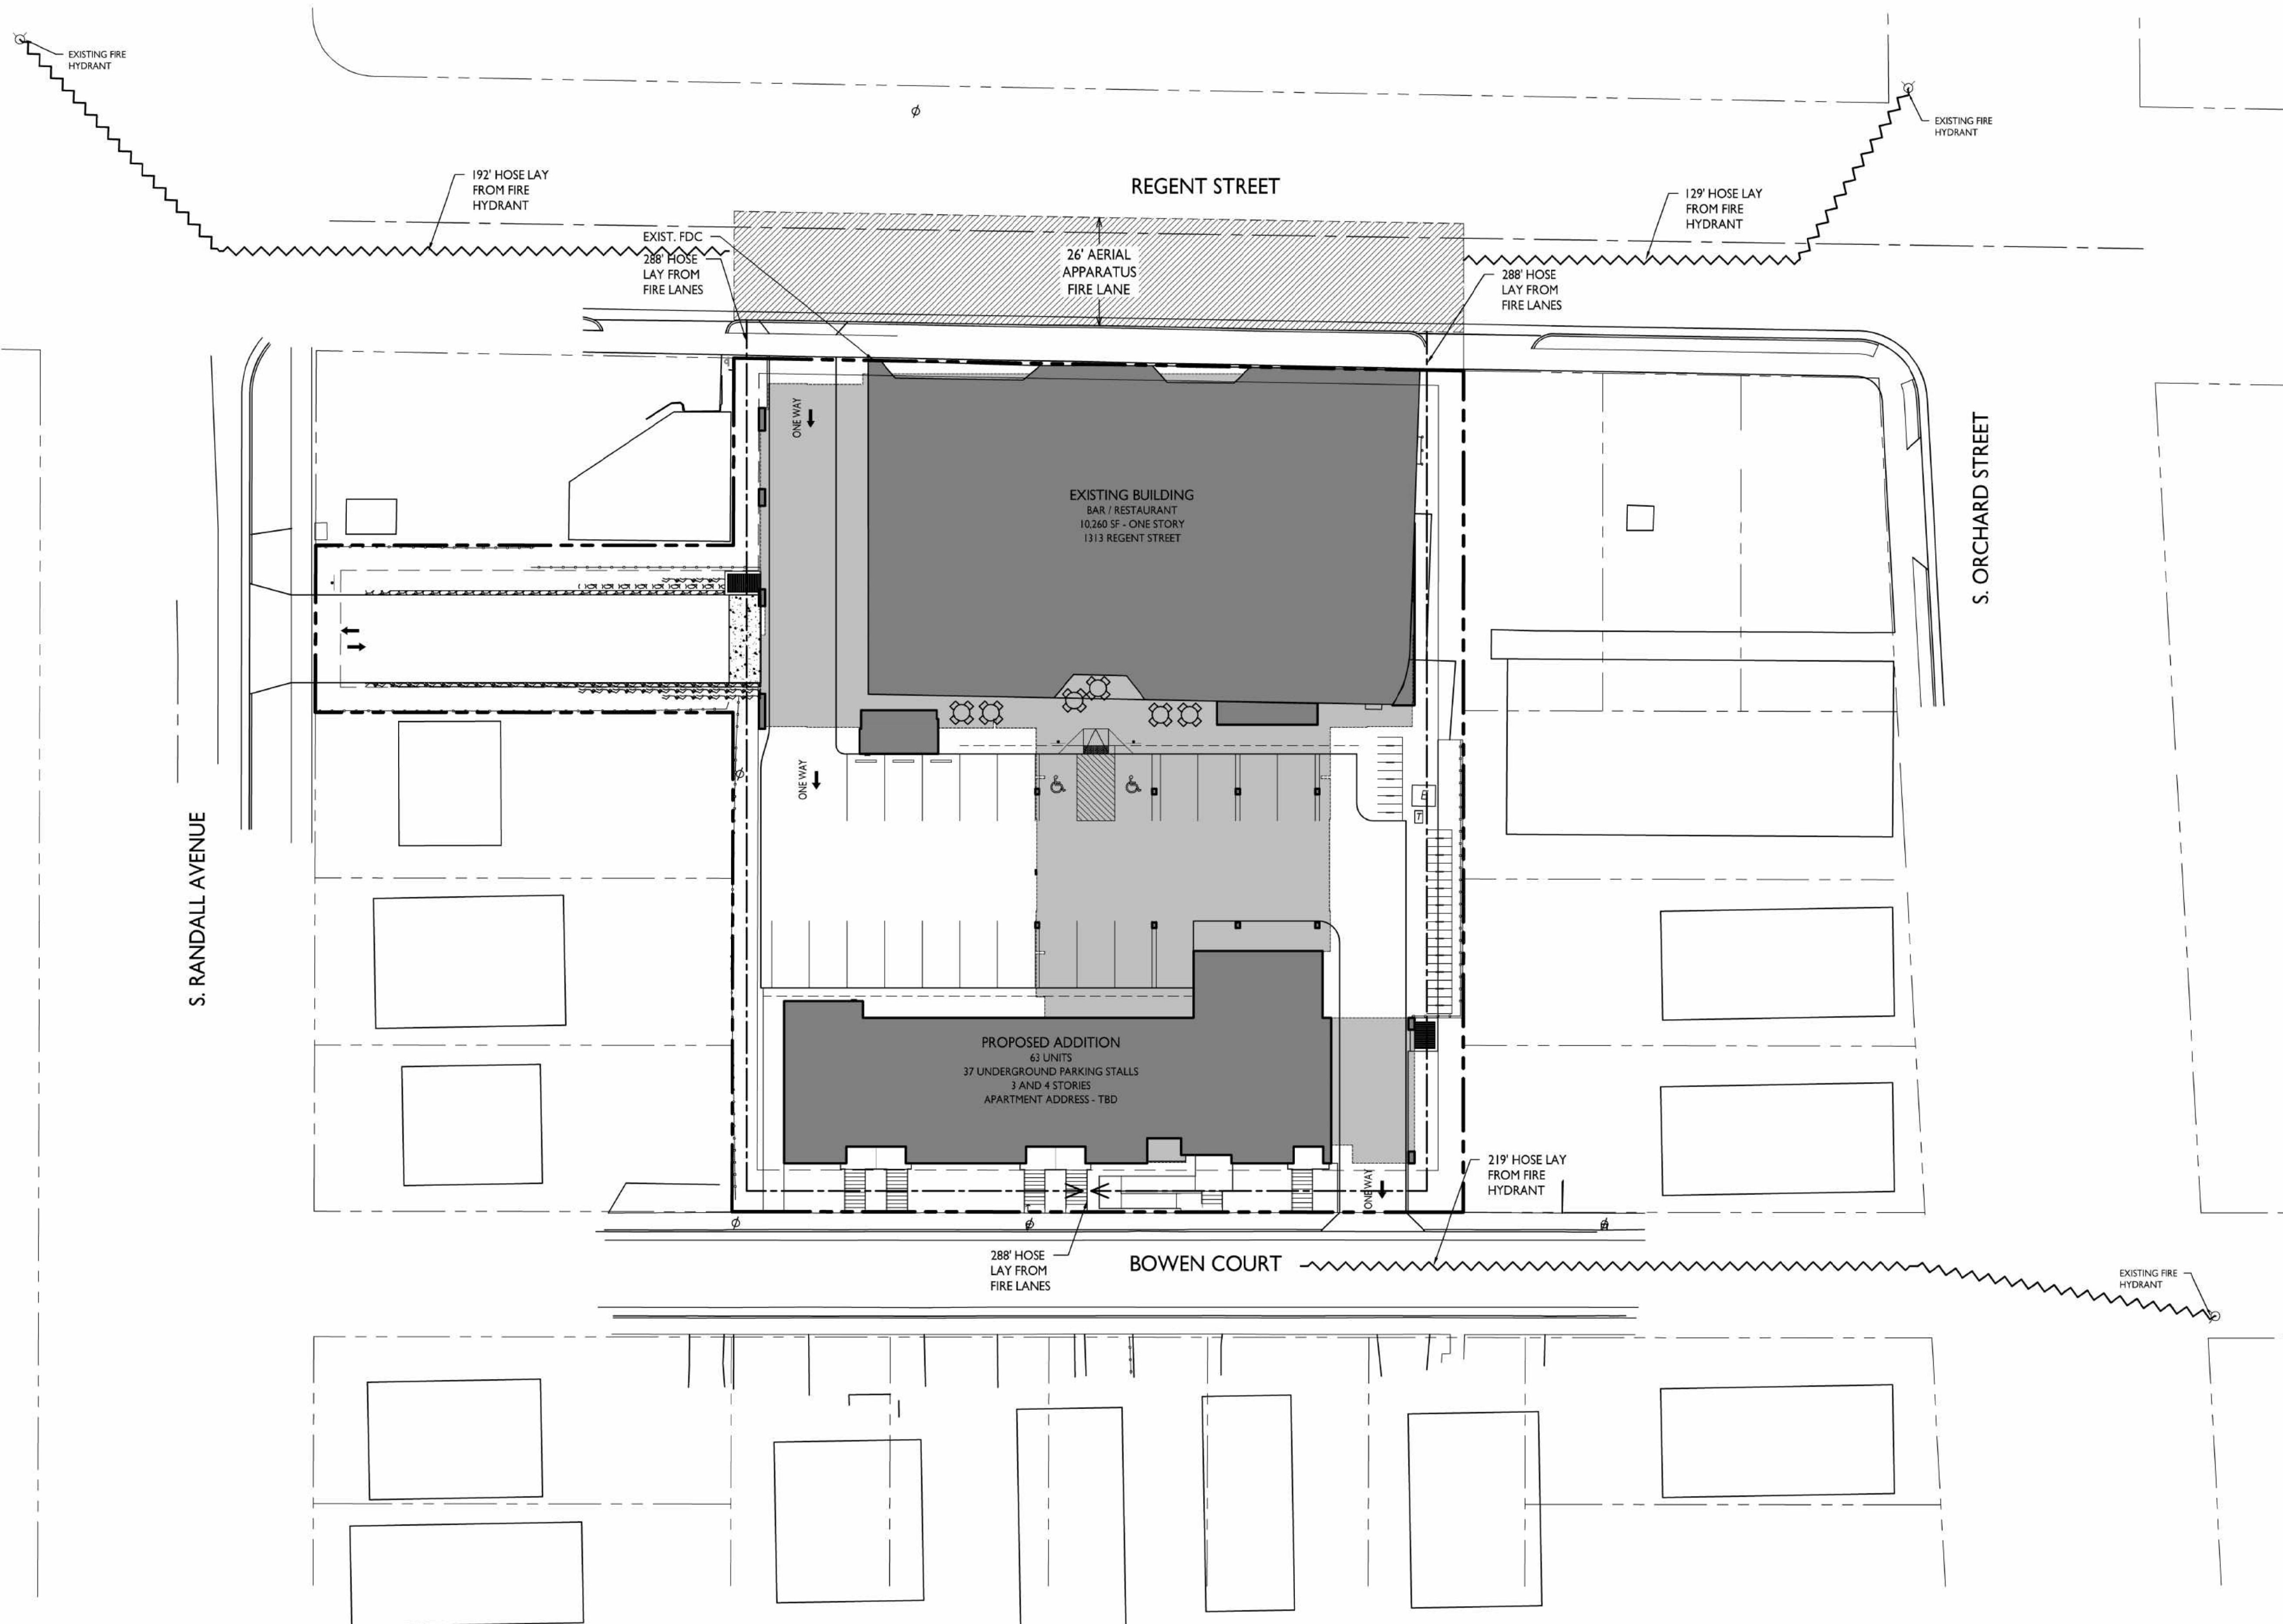 EXISTING FIRE
HYDRANT
EXISTING FIRE
HYDRANT
192' HOSE LAY
FROM FIRE
HYDRANT
REGENT STREET
129' HOSE LAY
FROM FIRE
HYDRANT
EXIST. FDC
288' HOSE
LAY FROM
FIRE LANES
26' AERIAL
APPARATUS
FIRE LANE
288' HOSE
LAY FROM
FIRE LANES
ONE WAY
EXISTING BUILDING
BAR / RESTAURANT
10,260 SF - ONE STORY
1313 REGENT STREET
S. ORCHARD STREET
ONE WAY
E
T
S. RANDALL AVENUE
PROPOSED ADDITION
63 UNITS
37 UNDERGROUND PARKING STALLS
3 AND 4 STORIES
APARTMENT ADDRESS - TBD
ONE WAY
219' HOSE LAY
FROM FIRE
HYDRANT
288' HOSE
LAY FROM
FIRE LANES
BOWEN COURT
EXISTING FIRE
HYDRANT